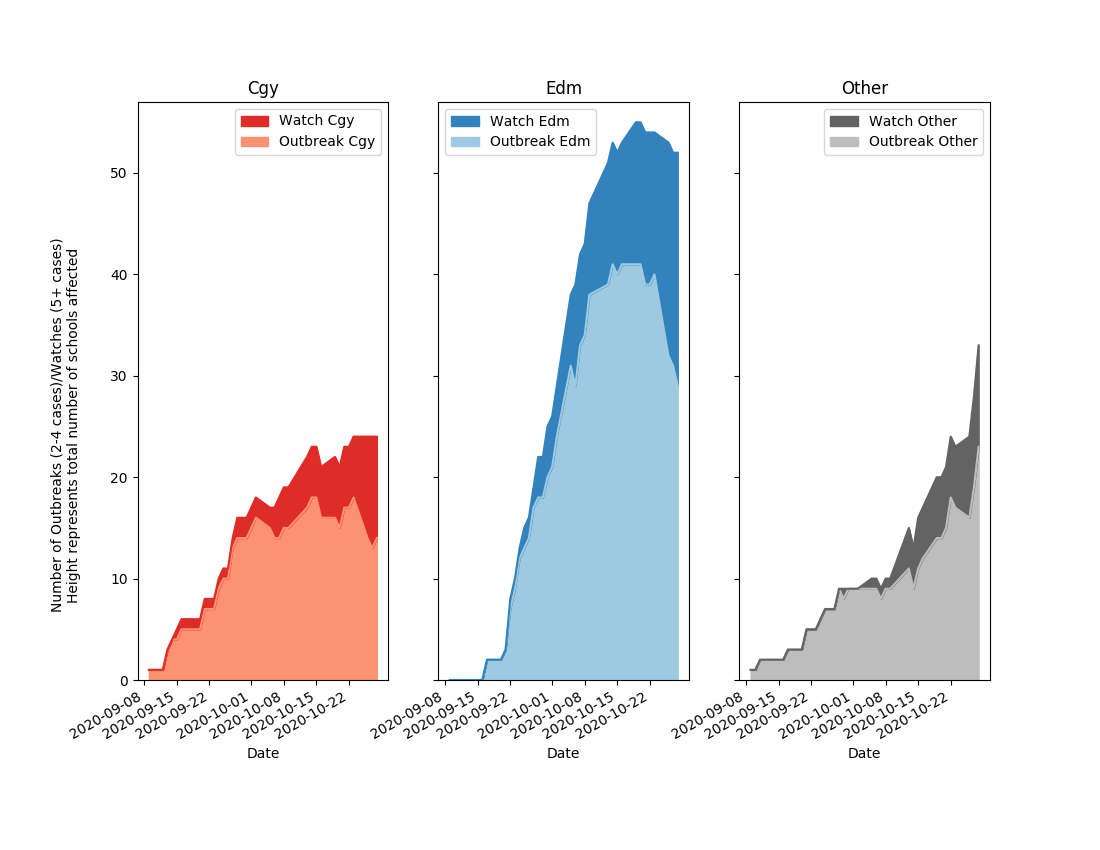 Cgy
Edm
Other
Watch Cgy
Outbreak Cgy
Watch Edm
Outbreak Edm
Watch Other
Outbreak Other
Number of Outbreaks (2-4 cases)/Watches (5+ cases)
Height represents total number of schools affected
50
40
30
20
10
0
2020-09-08
2020-09-15
2020-09-22
2020-10-01
2020-10-08
2020-10-15
2020-10-22
2020-09-08
2020-09-15
2020-09-22
2020-10-01
2020-10-08
2020-10-15
2020-10-22
2020-09-08
2020-09-15
2020-09-22
2020-10-01
2020-10-08
2020-10-15
2020-10-22
Date
Date
Date